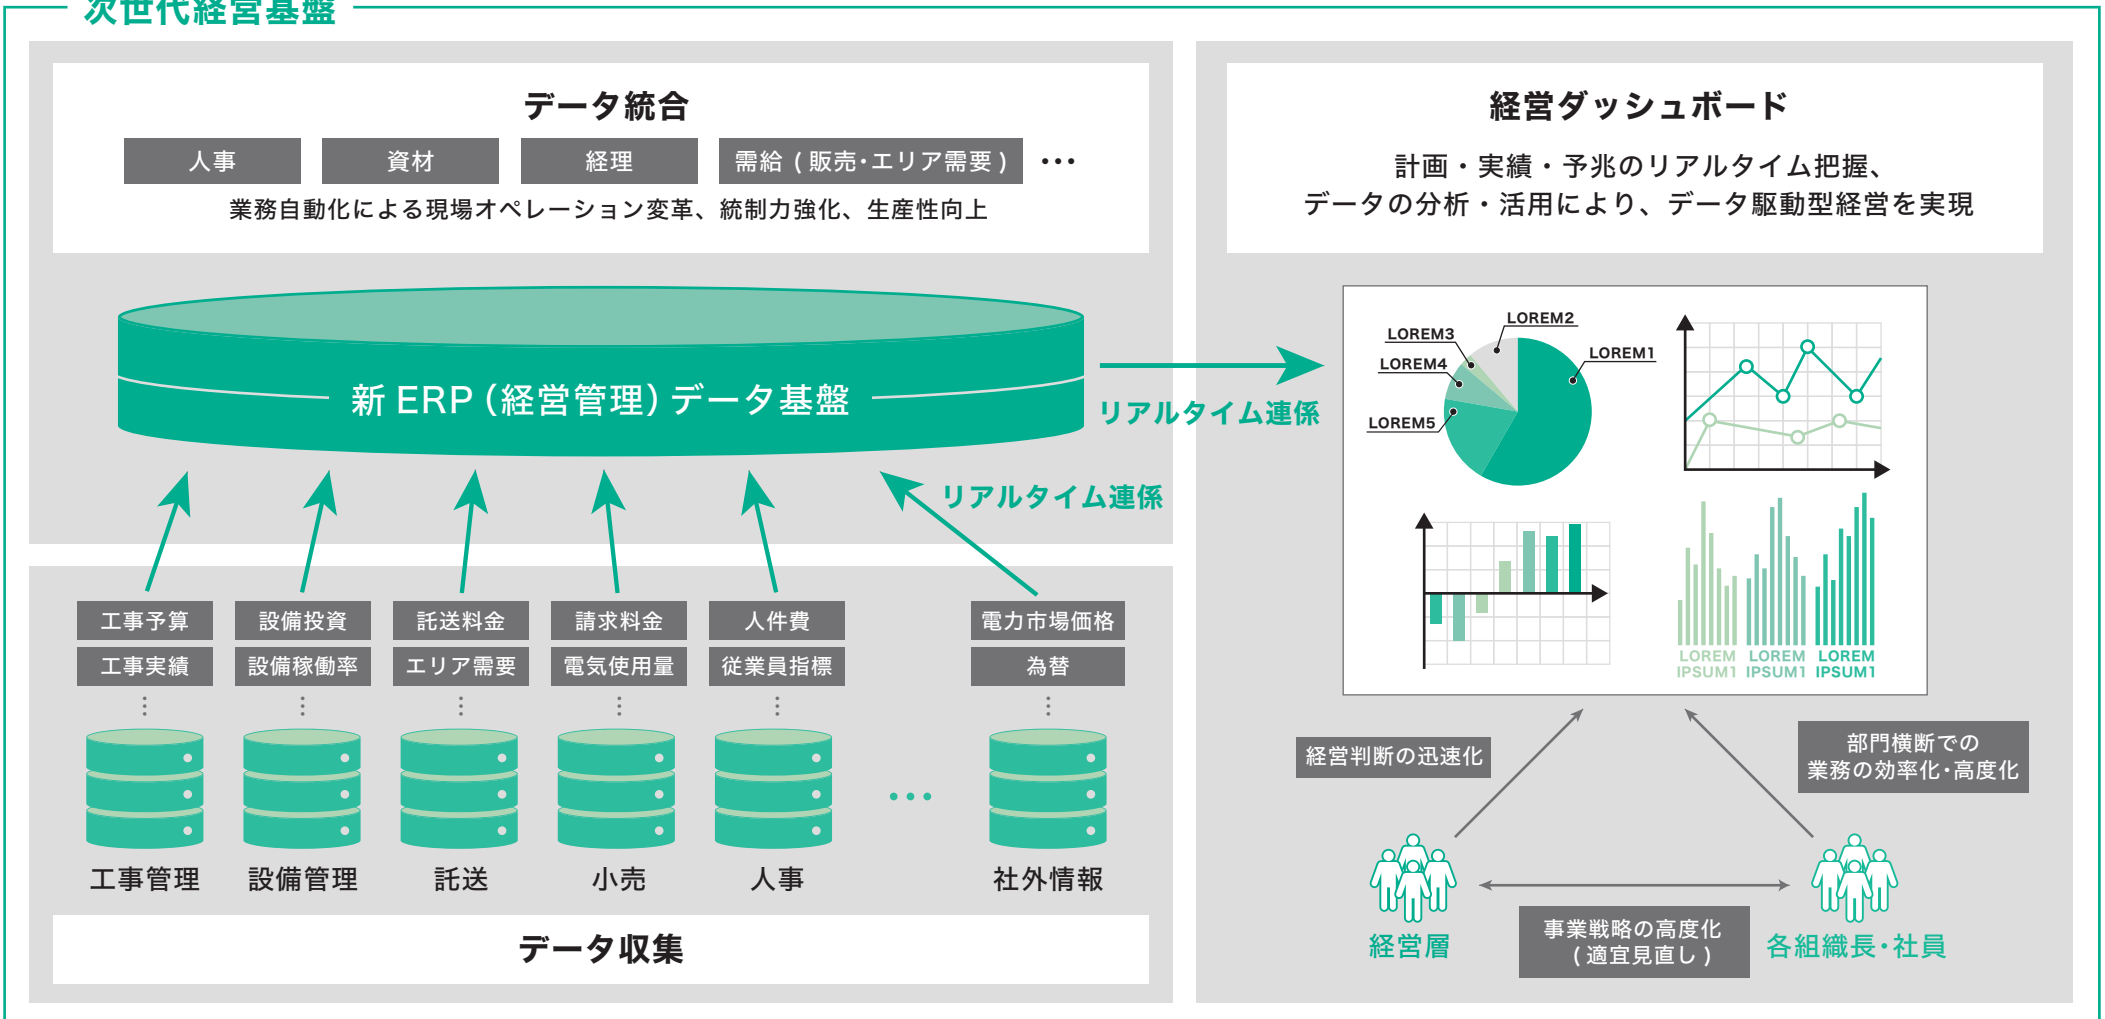 次世代経営基盤
データ統合
人事
資材
経理
需給 ( 販売・エリア需要 )
…
業務自動化による現場オペレーション変革、統制力強化、生産性向上
新 ERP（経営管理）データ基盤
リアルタイム連係
リアルタイム連係
工事予算
工事実績
設備投資
設備稼働率
託送料金
エリア需要
請求料金
電気使用量
人件費
従業員指標
電力市場価格
為替
工事管理
設備管理
託送
小売
人事
…
社外情報
データ収集
経営ダッシュボード
計画・実績・予兆のリアルタイム把握、
データの分析・活用により、データ駆動型経営を実現
LOREM2
LOREM3
LOREM1
LOREM4
LOREM5
LOREM
IPSUM1
LOREM
IPSUM1
LOREM
IPSUM1
経営判断の迅速化
部門横断での
業務の効率化・高度化
経営層
事業戦略の高度化
( 適宜見直し )
各組織長・社員